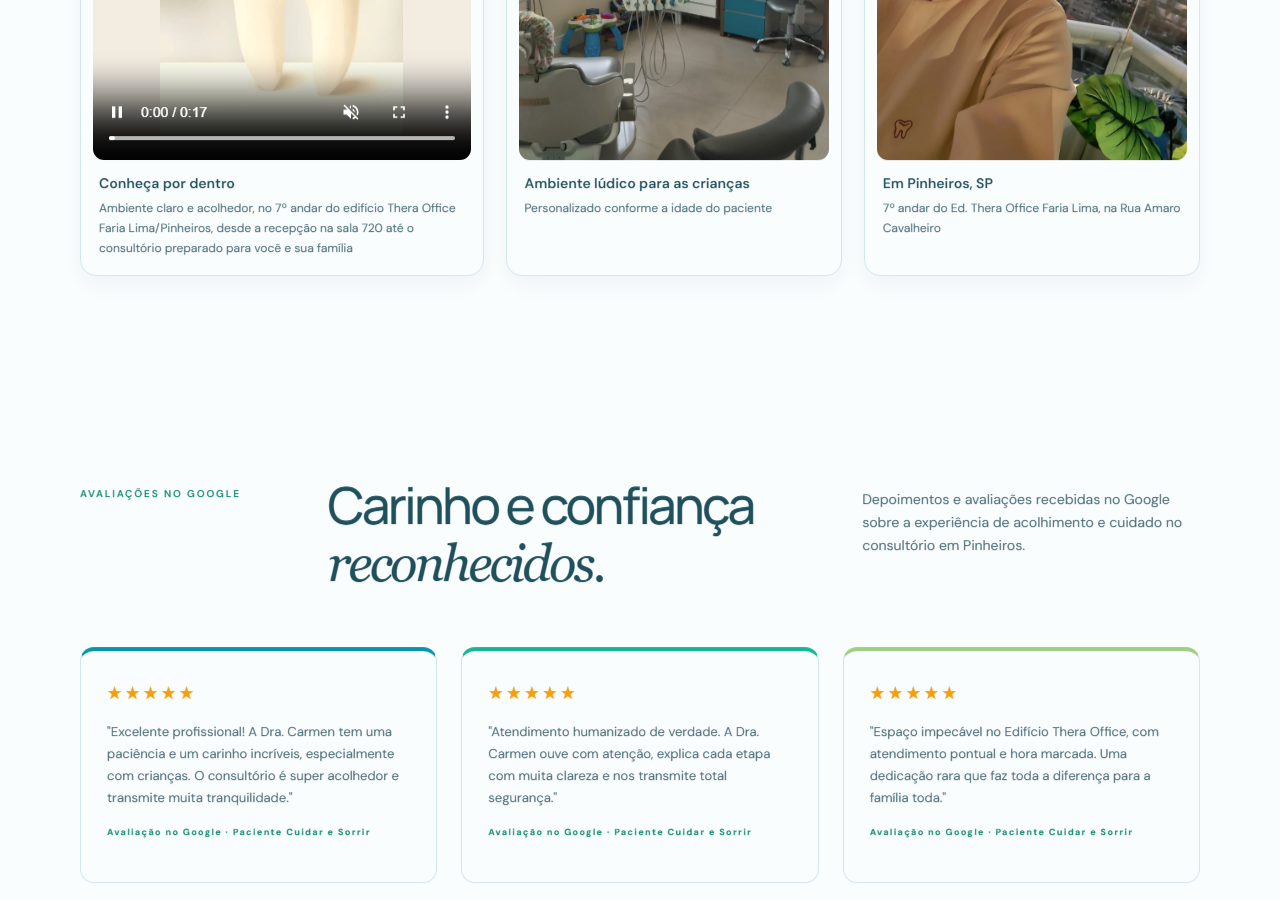 0:00 / 0:17
Conheça por dentro
Ambiente claro e acolhedor, no 7º andar do edifício Thera Office
Faria Lima/Pinheiros, desde a recepção na sala 720 até o
consultório preparado para você e sua família
Ambiente lúdico para as crianças
Personalizado conforme a idade do paciente
Em Pinheiros, SP
7º andar do Ed. Thera Office Faria Lima, na Rua Amaro
Cavalheiro
AVALIAÇÕES NO GOOGLE
Carinho e confiança
reconhecidos.
Depoimentos e avaliações recebidas no Google
sobre a experiência de acolhimento e cuidado no
consultório em Pinheiros.
★★★★★
"Excelente profissional! A Dra. Carmen tem uma
paciência e um carinho incríveis, especialmente
com crianças. O consultório é super acolhedor e
transmite muita tranquilidade."
Avaliação no Google · Paciente Cuidar e Sorrir
★★★★★
"Atendimento humanizado de verdade. A Dra.
Carmen ouve com atenção, explica cada etapa
com muita clareza e nos transmite total
segurança."
Avaliação no Google · Paciente Cuidar e Sorrir
★★★★★
"Espaço impecável no Edifício Thera Office, com
atendimento pontual e hora marcada. Uma
dedicação rara que faz toda a diferença para a
família toda."
Avaliação no Google · Paciente Cuidar e Sorrir